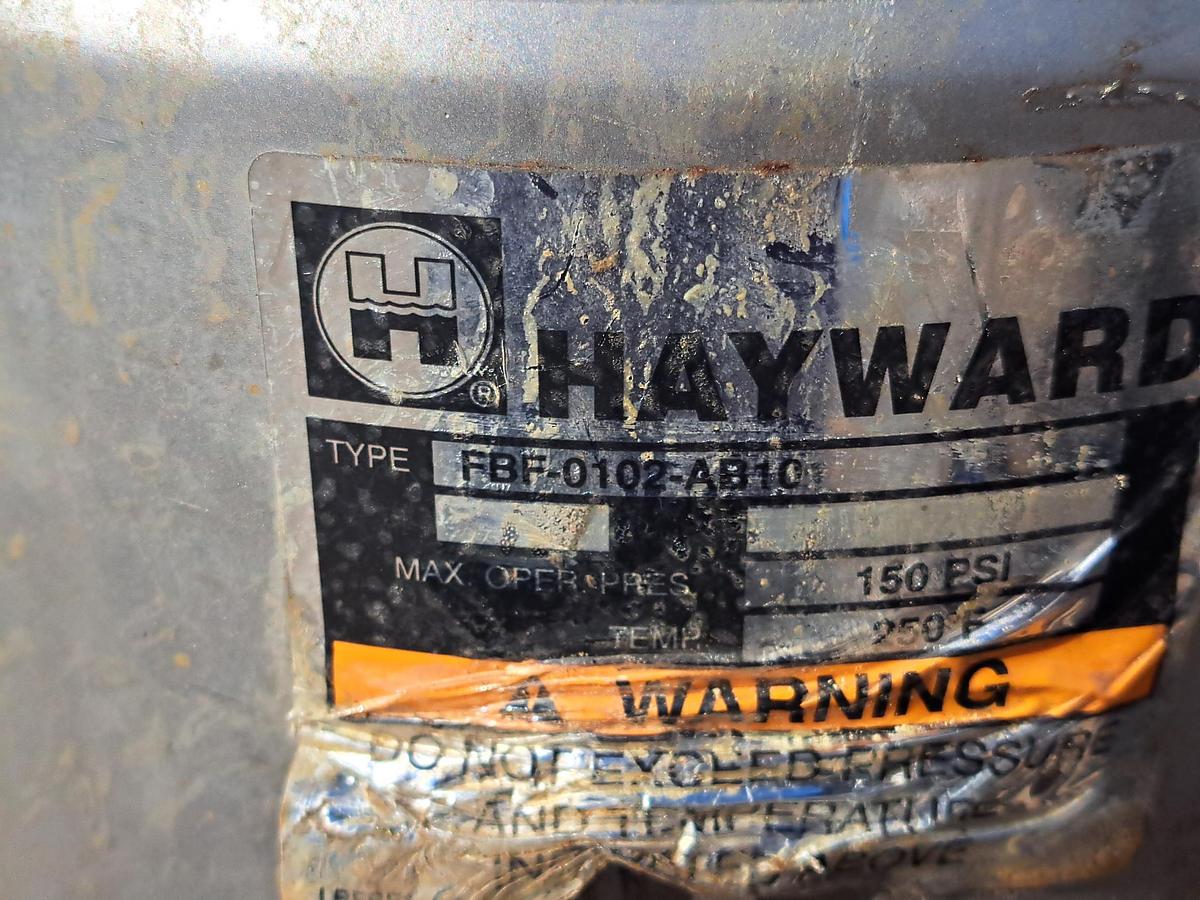 H
®
HAYWARD
TYPE FBF-0102-AB10
MAX. OPER. PRES. 150 PSI
TEMP. 250 F
WARNING
DO NOT EXCEED PRESSURE
AND TEMPERATURE
ABOVE